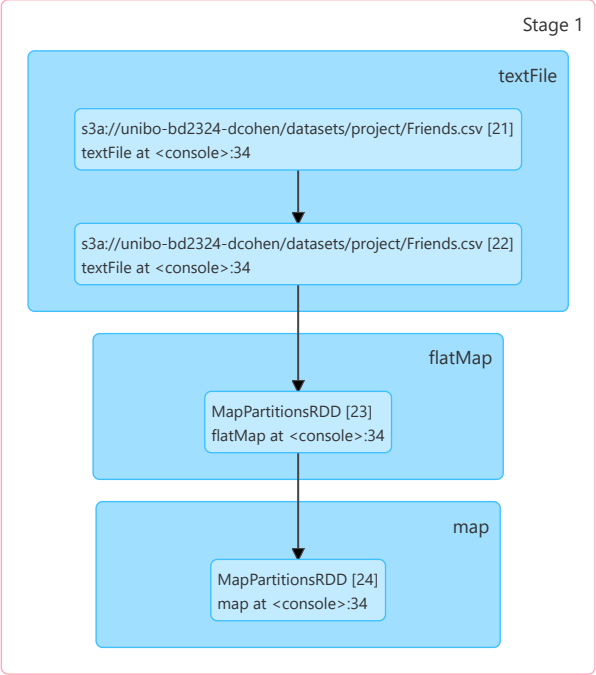 Stage 1
textFile
s3a://unibo-bd2324-dcohen/datasets/project/Friends.csv [21]
textFile at <console>:34
s3a://unibo-bd2324-dcohen/datasets/project/Friends.csv [22]
textFile at <console>:34
flatMap
MapPartitionsRDD [23]
flatMap at <console>:34
map
MapPartitionsRDD [24]
map at <console>:34